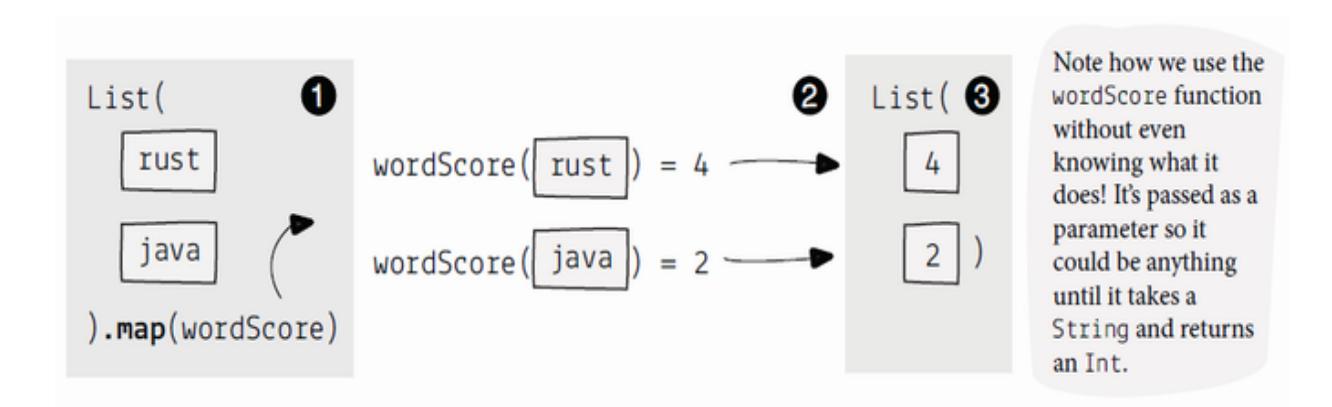 List( ❶
rust
java
).map(wordScore)
❷
wordScore( rust ) = 4
wordScore( java ) = 2
List( ❸
4
2 )
Note how we use the
wordScore function
without even
knowing what it
does! It’s passed as a
parameter so it
could be anything
until it takes a
String and returns
an Int.